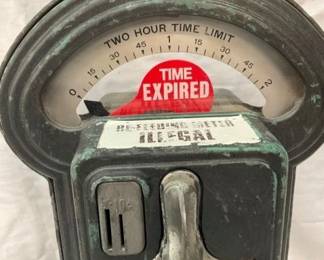 TWO HOUR TIME LIMIT
0 15 30 45 1 15 30 45 2
TIME
EXPIRED
RE-FEEDING METER
ILLEGAL